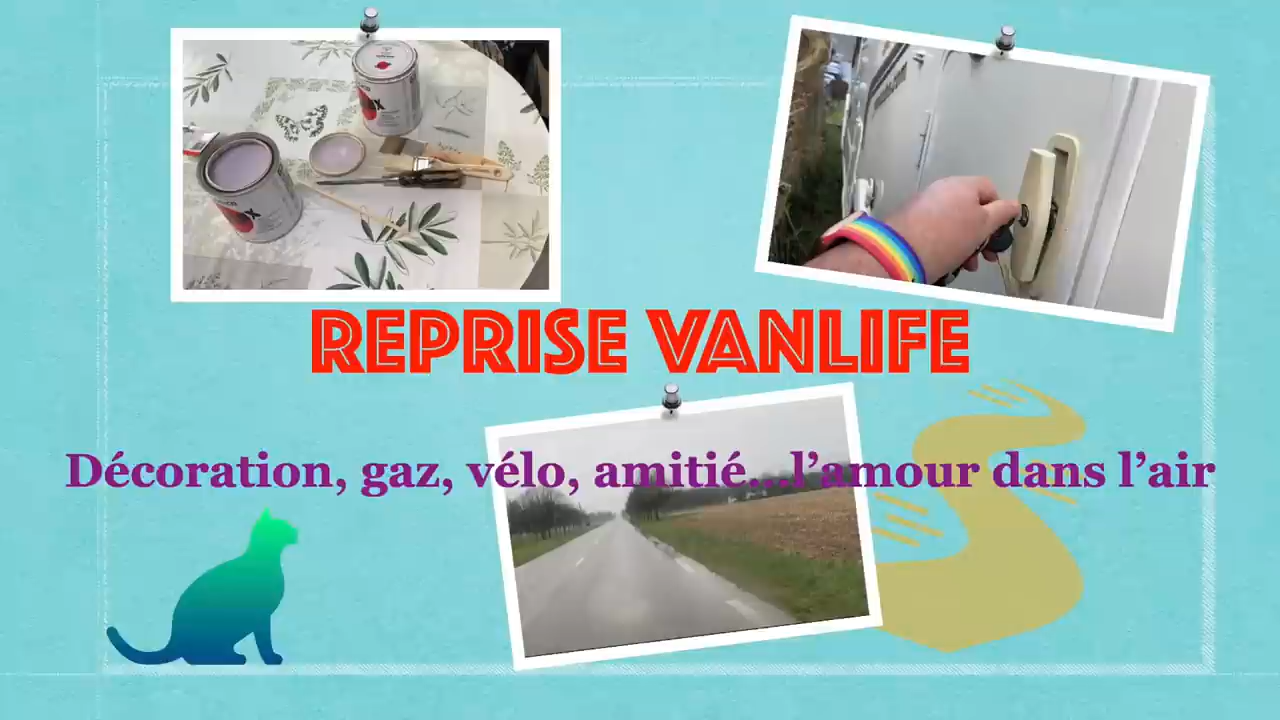 REPRISE VANLIFE
Décoration, gaz, vélo, amitié...l'amour dans l'air